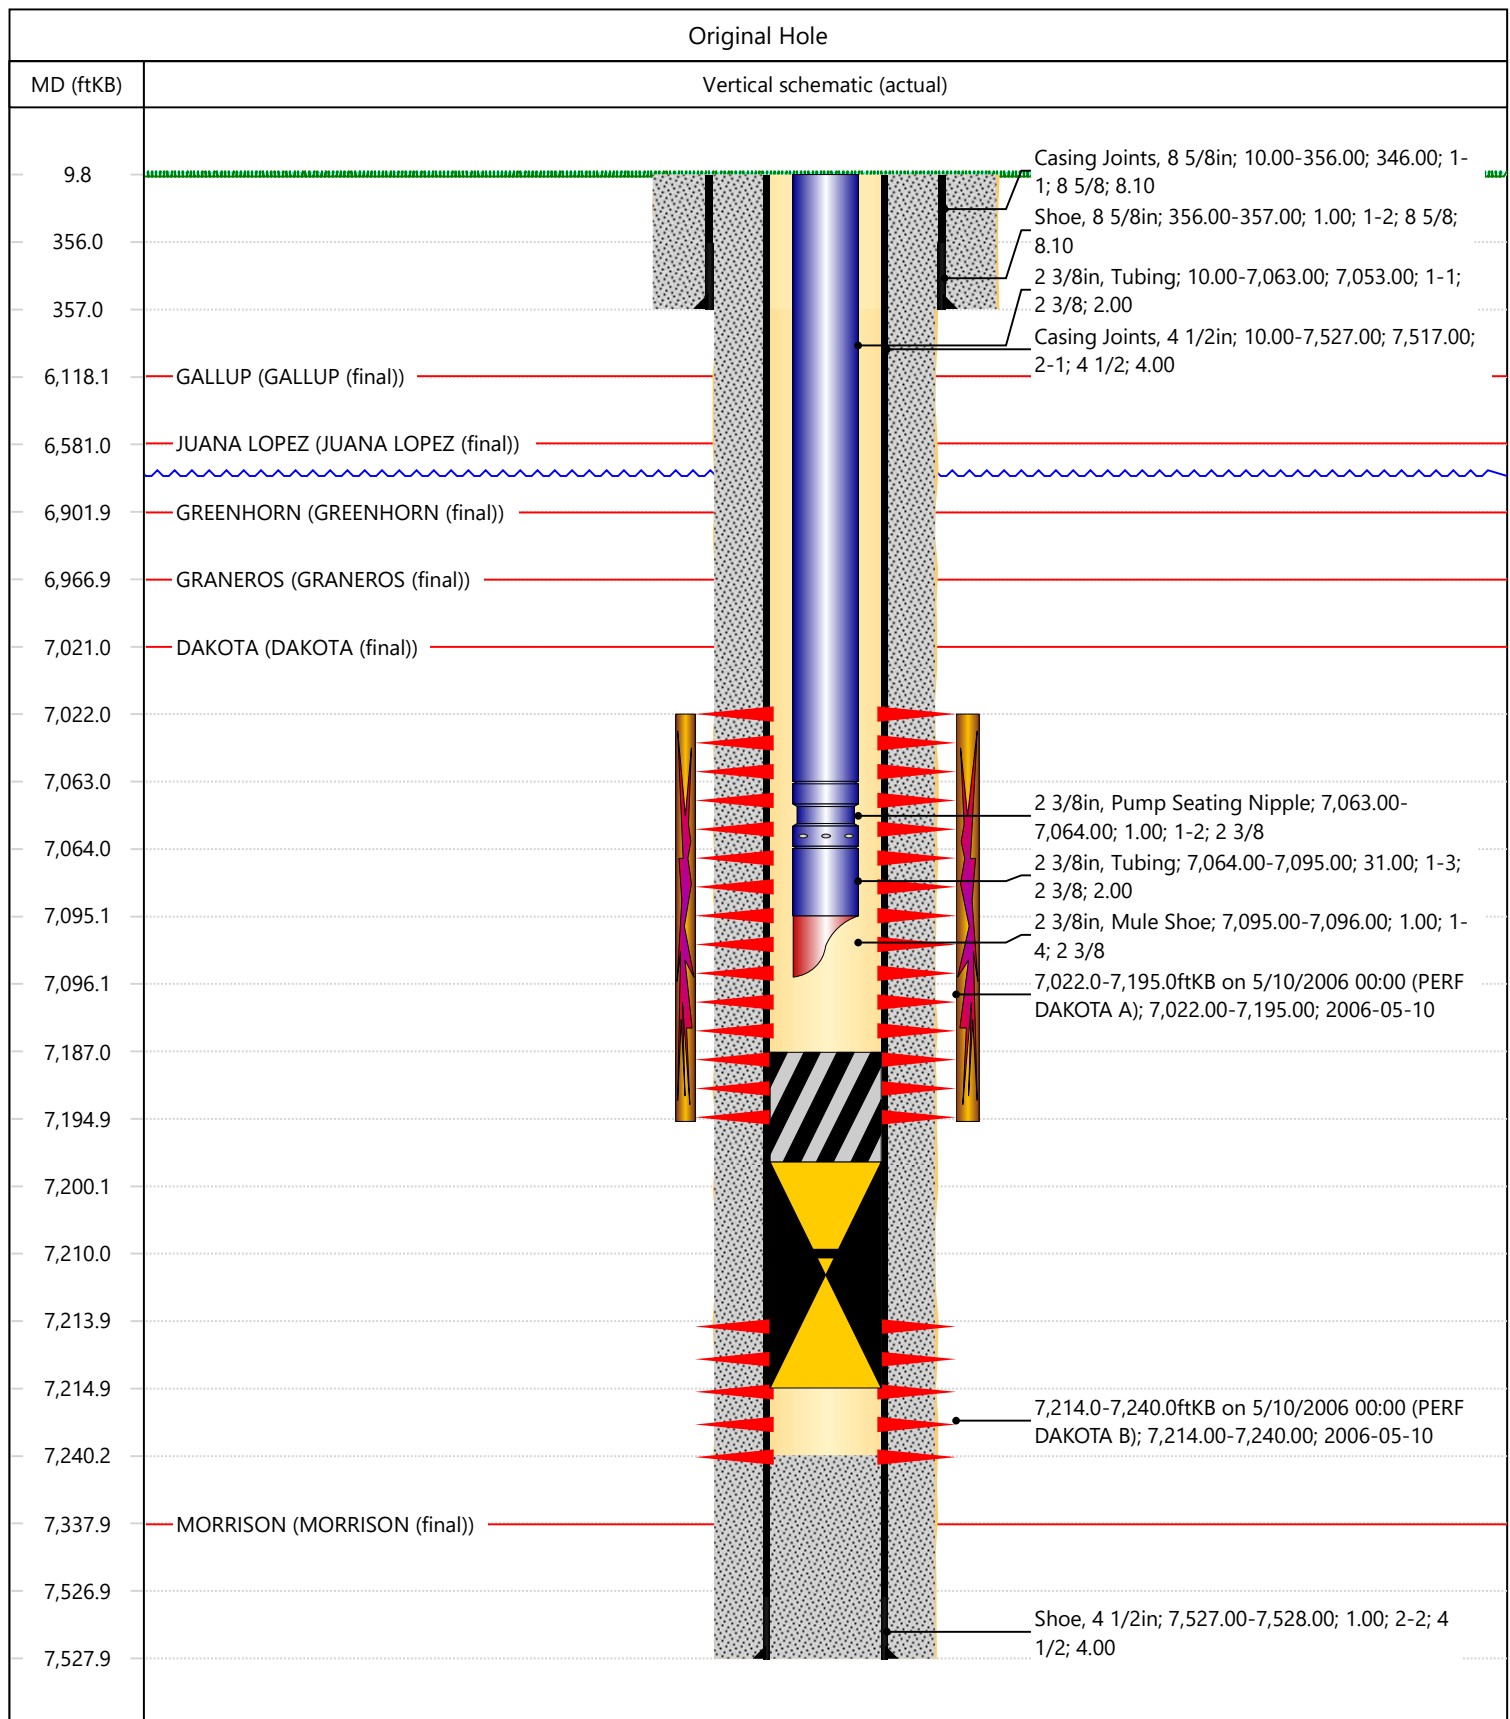 Original Hole
MD (ftKB)
Vertical schematic (actual)
9.8
356.0
357.0
6,118.1
6,581.0
6,901.9
6,966.9
7,021.0
7,022.0
7,063.0
7,064.0
7,095.1
7,096.1
7,187.0
7,194.9
7,200.1
7,210.0
7,213.9
7,214.9
7,240.2
7,337.9
7,526.9
7,527.9
GALLUP (GALLUP (final))
JUANA LOPEZ (JUANA LOPEZ (final))
GREENHORN (GREENHORN (final))
GRANEROS (GRANEROS (final))
DAKOTA (DAKOTA (final))
MORRISON (MORRISON (final))
Casing Joints, 8 5/8in; 10.00-356.00; 346.00; 1-
1; 8 5/8; 8.10
Shoe, 8 5/8in; 356.00-357.00; 1.00; 1-2; 8 5/8;
8.10
2 3/8in, Tubing; 10.00-7,063.00; 7,053.00; 1-1;
2 3/8; 2.00
Casing Joints, 4 1/2in; 10.00-7,527.00; 7,517.00;
2-1; 4 1/2; 4.00
2 3/8in, Pump Seating Nipple; 7,063.00-
7,064.00; 1.00; 1-2; 2 3/8
2 3/8in, Tubing; 7,064.00-7,095.00; 31.00; 1-3;
2 3/8; 2.00
2 3/8in, Mule Shoe; 7,095.00-7,096.00; 1.00; 1-
4; 2 3/8
7,022.0-7,195.0ftKB on 5/10/2006 00:00 (PERF
DAKOTA A); 7,022.00-7,195.00; 2006-05-10
7,214.0-7,240.0ftKB on 5/10/2006 00:00 (PERF
DAKOTA B); 7,214.00-7,240.00; 2006-05-10
Shoe, 4 1/2in; 7,527.00-7,528.00; 1.00; 2-2; 4
1/2; 4.00